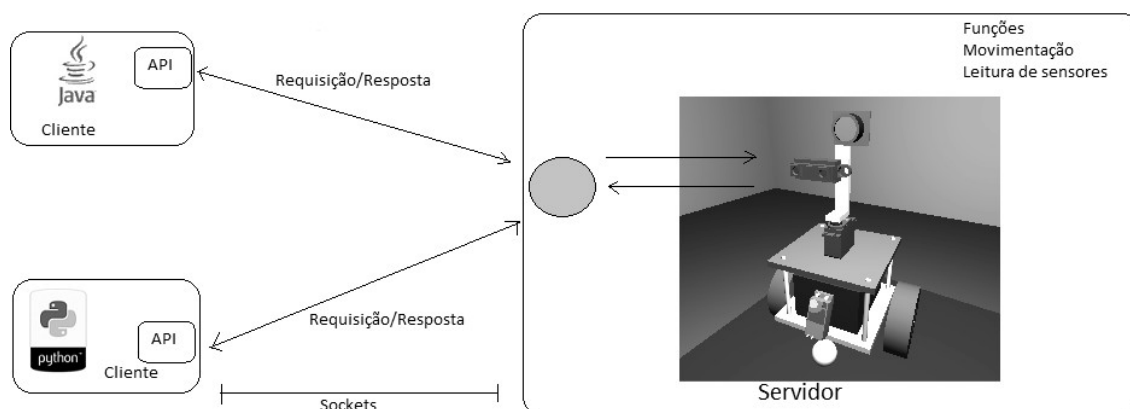 Funções
Movimentação
Leitura de sensores
API
Java
Cliente
Requisição/Resposta
Requisição/Resposta
python
API
Cliente
Sockets
Servidor